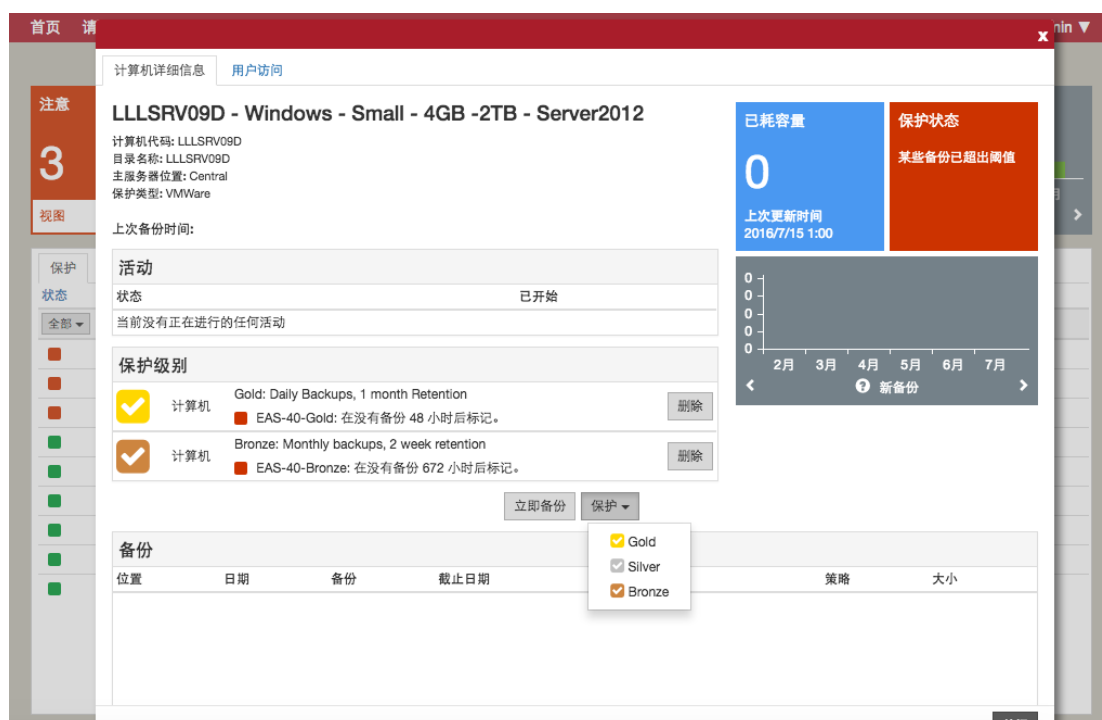 首页 请
min ▼
x
计算机详细信息 用户访问
注意
3
视图
保护
状态
全部
LLLSRV09D - Windows - Small - 4GB -2TB - Server2012
计算机代码: LLLSRV09D
目录名称: LLLSRV09D
主服务器位置: Central
保护类型: VMWare
上次备份时间:
已耗容量
0
上次更新时间
2016/7/15 1:00
保护状态
某些备份已超出阈值
活动
状态 已开始
当前没有正在进行的任何活动
0
0
0
0
0
2月 3月 4月 5月 6月 7月
新备份
保护级别
计算机 Gold: Daily Backups, 1 month Retention 删除
EAS-40-Gold: 在没有备份 48 小时后标记。
计算机 Bronze: Monthly backups, 2 week retention 删除
EAS-40-Bronze: 在没有备份 672 小时后标记。
立即备份 保护
Gold
Silver
Bronze
备份
位置 日期 备份 截止日期 策略 大小